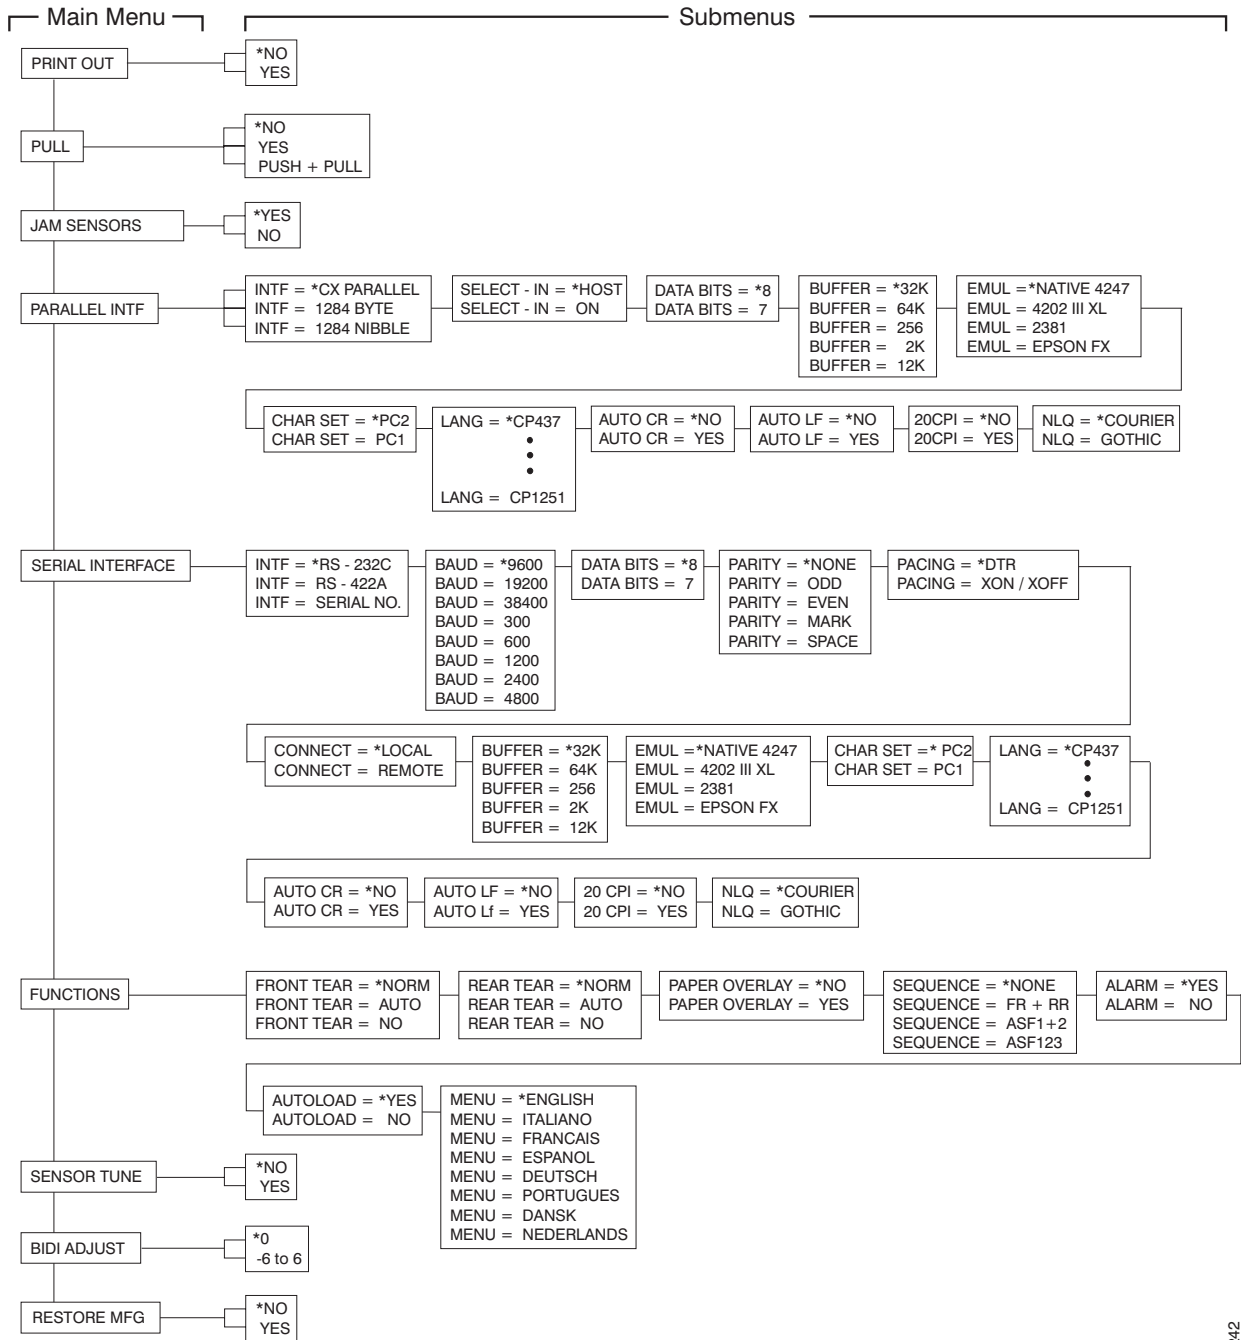 Main Menu
Submenus
PRINT OUT
*NO
YES
PULL
*NO
YES
PUSH + PULL
JAM SENSORS
*YES
NO
PARALLEL INTF
INTF = *CX PARALLEL
INTF = 1284 BYTE
INTF = 1284 NIBBLE
SELECT - IN = *HOST
SELECT - IN = ON
DATA BITS = *8
DATA BITS = 7
BUFFER = *32K
BUFFER = 64K
BUFFER = 256
BUFFER = 2K
BUFFER = 12K
EMUL =*NATIVE 4247
EMUL = 4202 III XL
EMUL = 2381
EMUL = EPSON FX
CHAR SET = *PC2
CHAR SET = PC1
LANG = *CP437
LANG = CP1251
AUTO CR = *NO
AUTO CR = YES
AUTO LF = *NO
AUTO LF = YES
20CPI = *NO
20CPI = YES
NLQ = *COURIER
NLQ = GOTHIC
SERIAL INTERFACE
INTF = *RS - 232C
INTF = RS - 422A
INTF = SERIAL NO.
BAUD = *9600
BAUD = 19200
BAUD = 38400
BAUD = 300
BAUD = 600
BAUD = 1200
BAUD = 2400
BAUD = 4800
DATA BITS = *8
DATA BITS = 7
PARITY = *NONE
PARITY = ODD
PARITY = EVEN
PARITY = MARK
PARITY = SPACE
PACING = *DTR
PACING = XON / XOFF
CONNECT = *LOCAL
CONNECT = REMOTE
BUFFER = *32K
BUFFER = 64K
BUFFER = 256
BUFFER = 2K
BUFFER = 12K
EMUL =*NATIVE 4247
EMUL = 4202 III XL
EMUL = 2381
EMUL = EPSON FX
CHAR SET =* PC2
CHAR SET = PC1
LANG = *CP437
LANG = CP1251
AUTO CR = *NO
AUTO CR = YES
AUTO LF = *NO
AUTO Lf = YES
20 CPI = *NO
20 CPI = YES
NLQ = *COURIER
NLQ = GOTHIC
FUNCTIONS
FRONT TEAR = *NORM
FRONT TEAR = AUTO
FRONT TEAR = NO
REAR TEAR = *NORM
REAR TEAR = AUTO
REAR TEAR = NO
PAPER OVERLAY = *NO
PAPER OVERLAY = YES
SEQUENCE = *NONE
SEQUENCE = FR + RR
SEQUENCE = ASF1+2
SEQUENCE = ASF123
ALARM = *YES
ALARM = NO
AUTOLOAD = *YES
AUTOLOAD = NO
MENU = *ENGLISH
MENU = ITALIANO
MENU = FRANCAIS
MENU = ESPANOL
MENU = DEUTSCH
MENU = PORTUGUES
MENU = DANSK
MENU = NEDERLANDS
SENSOR TUNE
*NO
YES
BIDI ADJUST
*0
-6 to 6
RESTORE MFG
*NO
YES